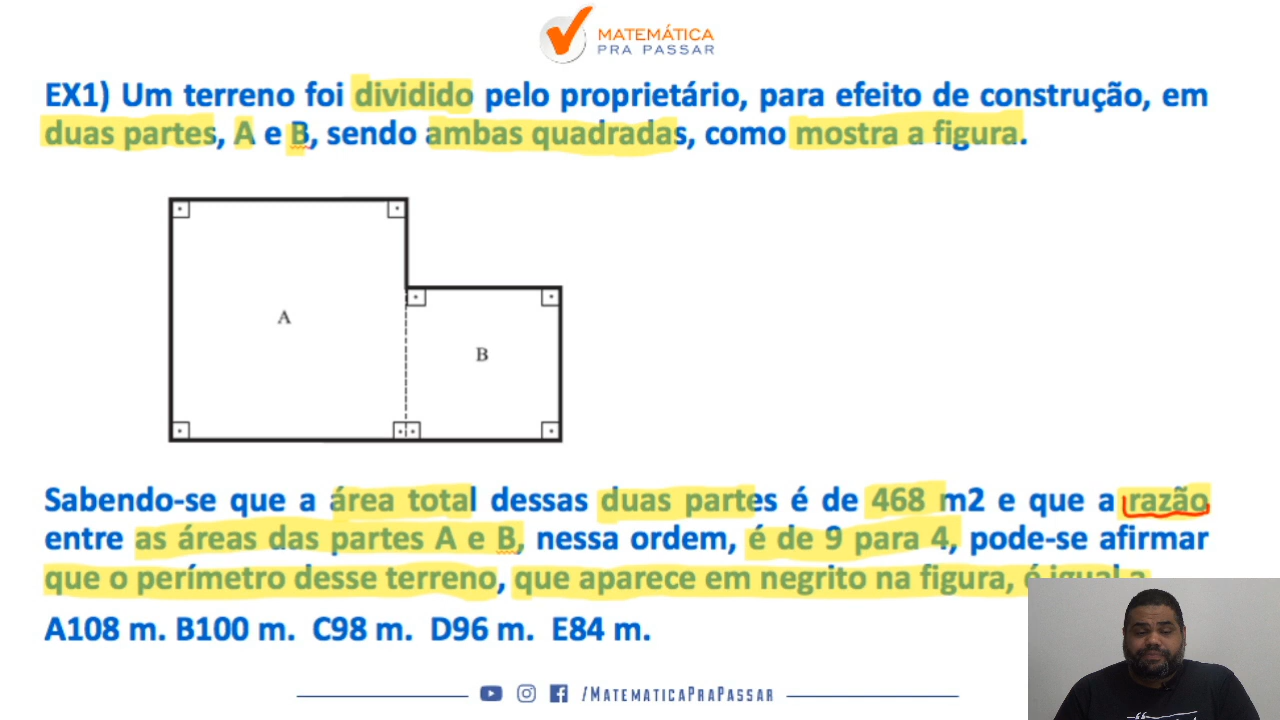 MATEMÁTICA
PRA PASSAR
EX1) Um terreno foi dividido pelo proprietário, para efeito de construção, em
duas partes, A e B, sendo ambas quadradas, como mostra a figura.
A
B
Sabendo-se que a área total dessas duas partes é de 468 m2 e que a razão
entre as áreas das partes A e B, nessa ordem, é de 9 para 4, pode-se afirmar
que o perímetro desse terreno, que aparece em negrito na figura, é igual a
A108 m. B100 m. C98 m. D96 m. E84 m.
/MATEMATICAPRAPASSAR